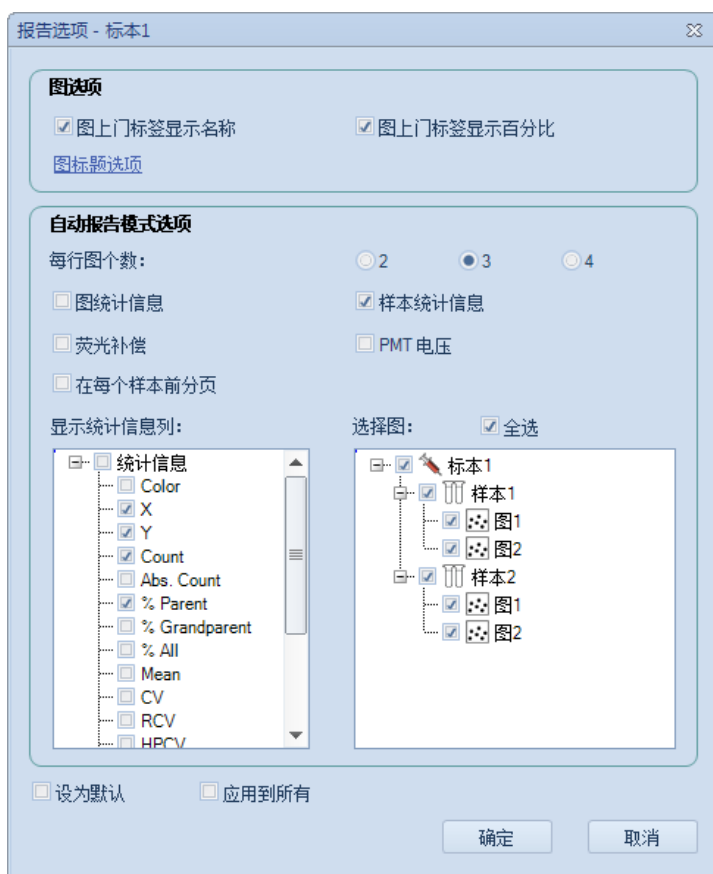 报告选项 - 标本1
图选项
图上门标签显示名称 图上门标签显示百分比
图标题选项
自动报告模式选项
每行图个数: 2 3 4
图统计信息 样本统计信息
荧光补偿 PMT 电压
在每个样本前分页
显示统计信息列: 选择图: 全选
统计信息
Color
X
Y
Count
Abs. Count
% Parent
% Grandparent
% All
Mean
CV
RCV
HPCV
标本1
样本1
图1
图2
样本2
图1
图2
设为默认 应用到所有
确定 取消